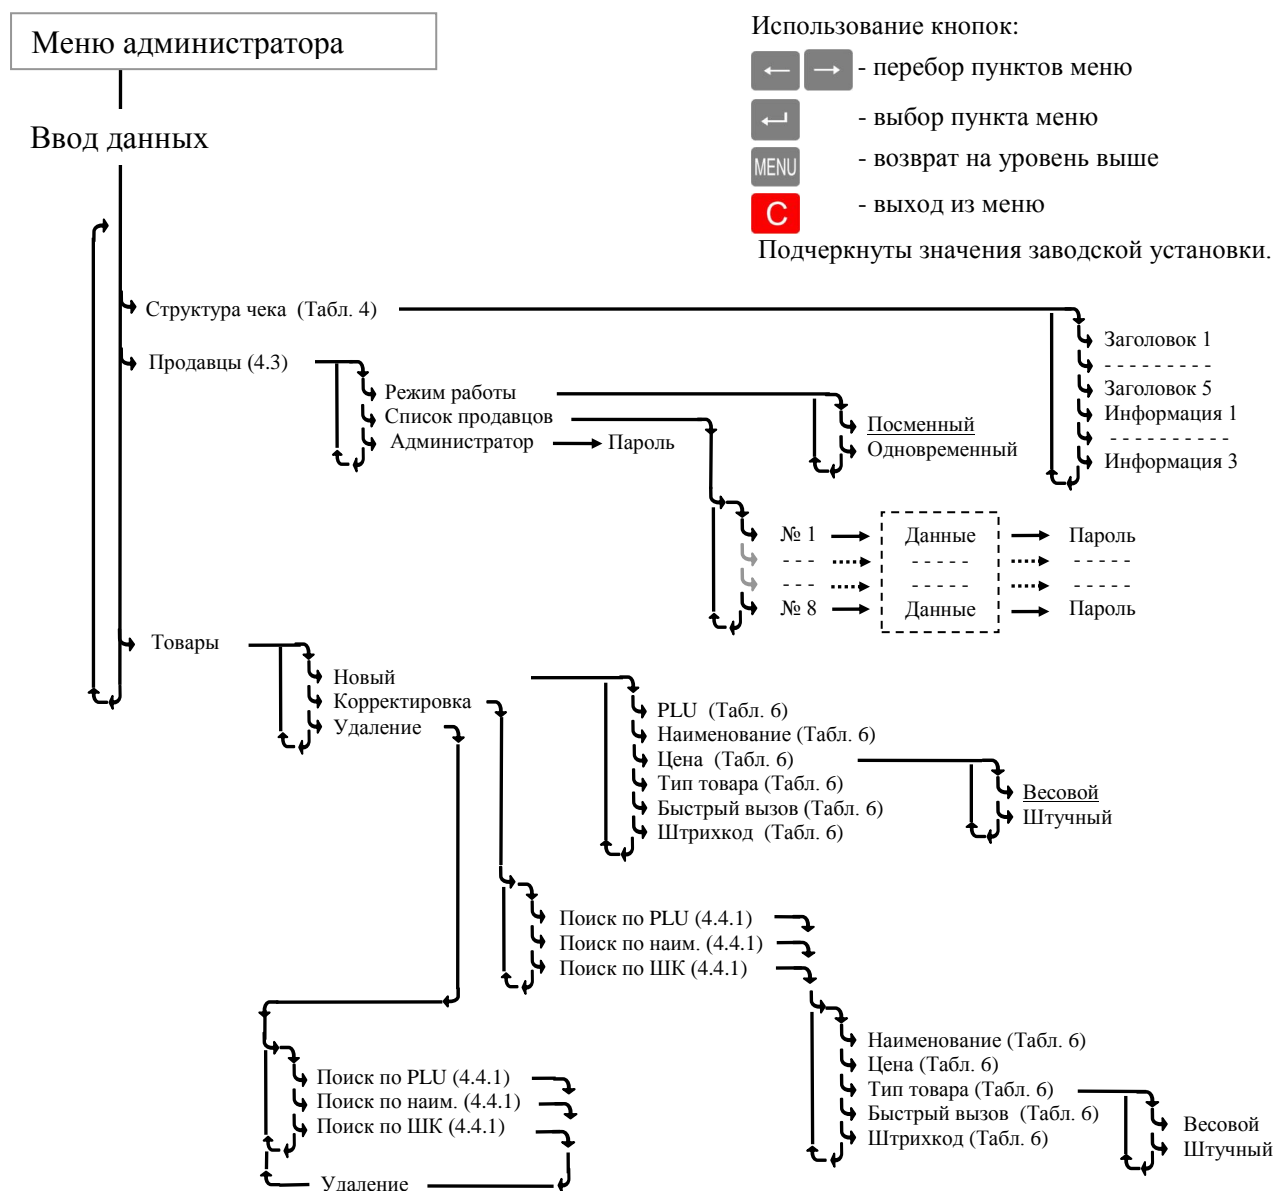 Меню администратора
Ввод данных
Использование кнопок:
- перебор пунктов меню
- выбор пункта меню
MENU - возврат на уровень выше
C - выход из меню
Подчеркнуты значения заводской установки.
Структура чека (Табл. 4)
Заголовок 1
- - - - - - - - -
Заголовок 5
Информация 1
- - - - - - - - - -
Информация 3
Продавцы (4.3)
Режим работы
Список продавцов
Администратор
Пароль
Посменный
Одновременный
№ 1 Данные Пароль
- - - - - - - - - - - - -
- - - - - - - - - - - - -
№ 8 Данные Пароль
Товары
Новый
Корректировка
Удаление
PLU (Табл. 6)
Наименование (Табл. 6)
Цена (Табл. 6)
Тип товара (Табл. 6)
Быстрый вызов (Табл. 6)
Штрихкод (Табл. 6)
Весовой
Штучный
Поиск по PLU (4.4.1)
Поиск по наим. (4.4.1)
Поиск по ШК (4.4.1)
Наименование (Табл. 6)
Цена (Табл. 6)
Тип товара (Табл. 6)
Быстрый вызов (Табл. 6)
Штрихкод (Табл. 6)
Весовой
Штучный
Поиск по PLU (4.4.1)
Поиск по наим. (4.4.1)
Поиск по ШК (4.4.1)
Удаление